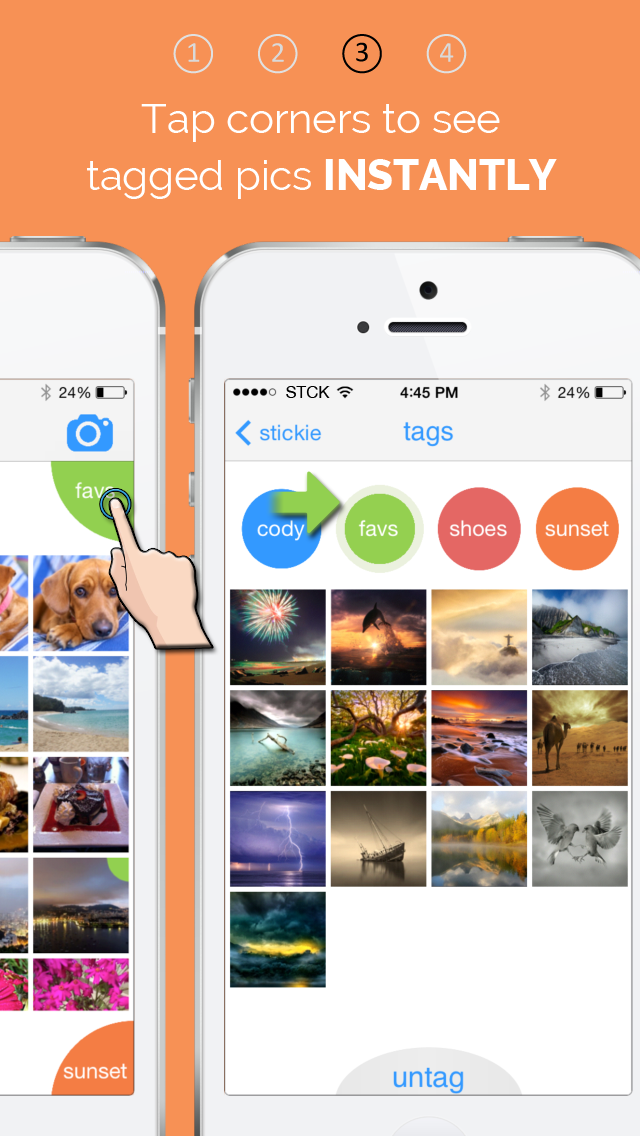 1 2 3 4
Tap corners to see
tagged pics INSTANTLY
24%
favs
sunset
STCK 4:45 PM 24%
stickie tags
cody favs shoes sunset
untag